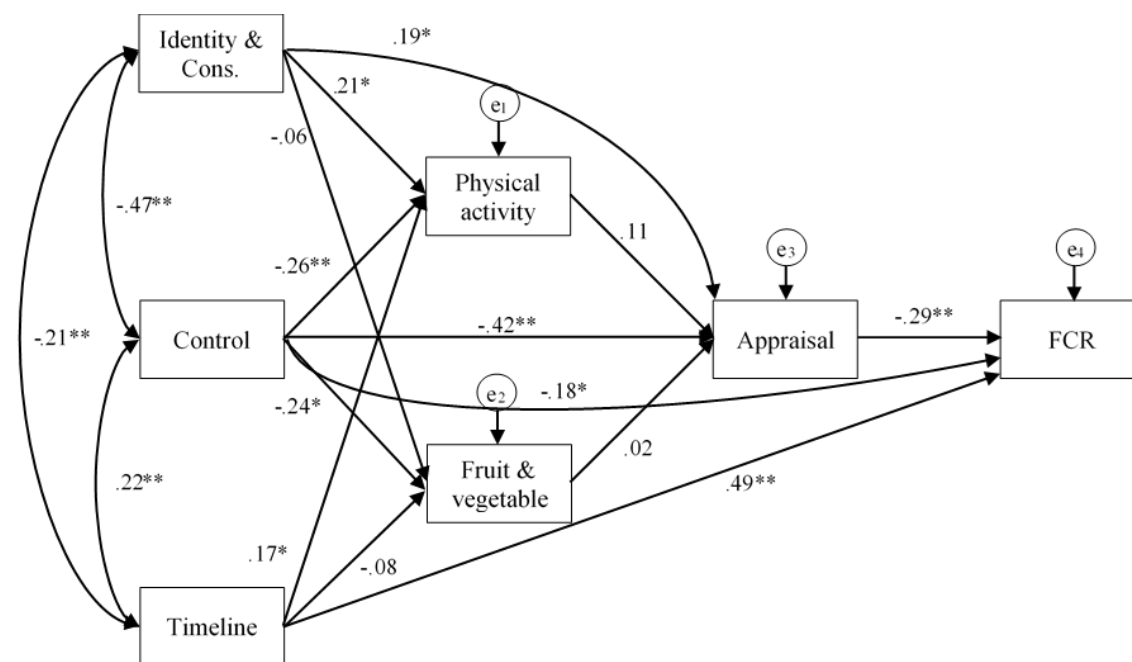 Identity &
Cons.
.19*
.21*
e1
-.06
Physical
activity
-.47**
.11
-.26**
e3
e4
-.21**
Control
-.42**
Appraisal
-.29**
FCR
-.24*
e2
-.18*
.02
Fruit &
vegetable
.22**
.49**
.17*
-.08
Timeline